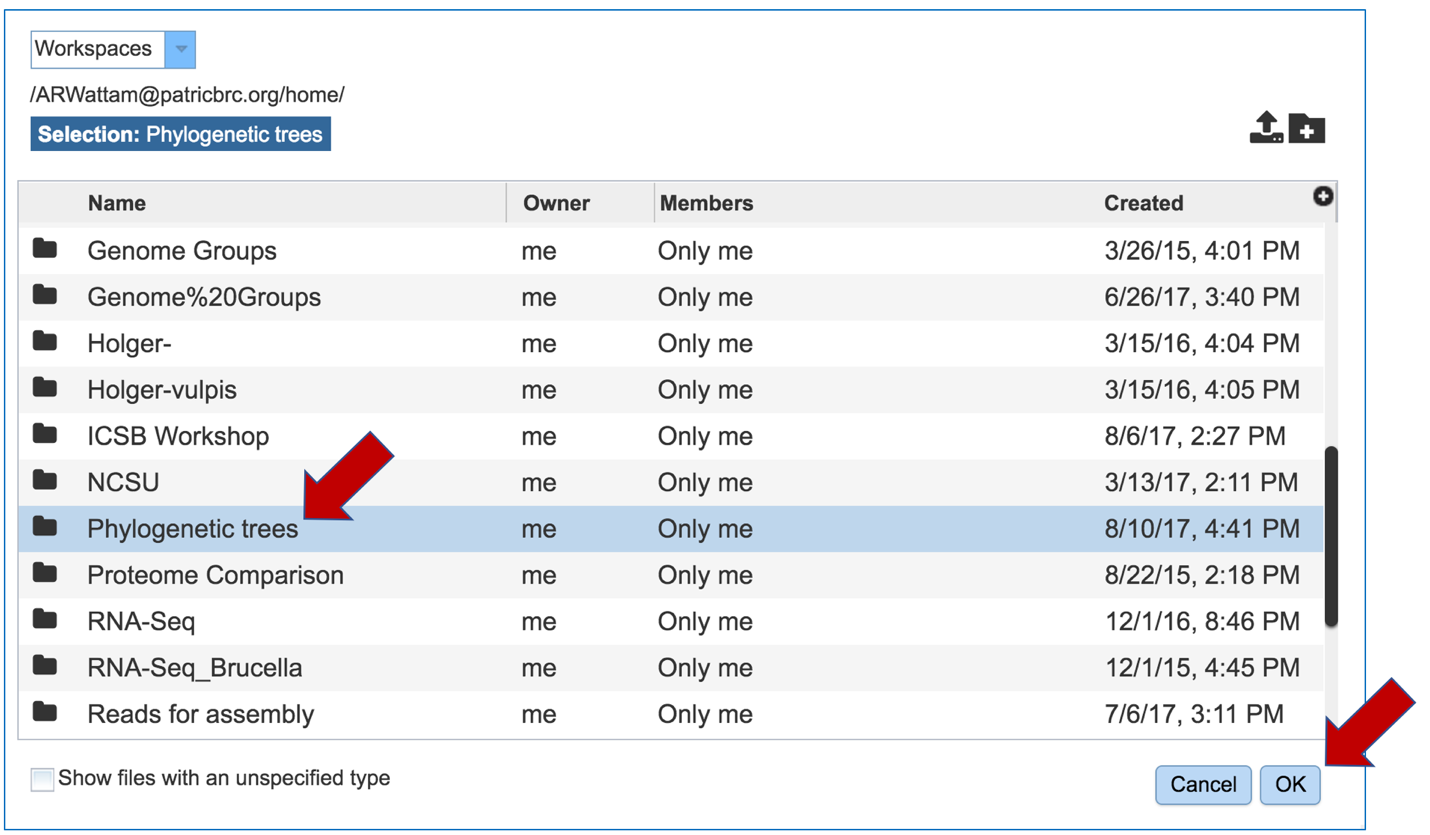 Workspaces
/ARWattam@patricbrc.org/home/
Selection: Phylogenetic trees
Name Owner Members Created
Genome Groups me Only me 3/26/15, 4:01 PM
Genome%20Groups me Only me 6/26/17, 3:40 PM
Holger- me Only me 3/15/16, 4:04 PM
Holger-vulpis me Only me 3/15/16, 4:05 PM
ICSB Workshop me Only me 8/6/17, 2:27 PM
NCSU me Only me 3/13/17, 2:11 PM
Phylogenetic trees me Only me 8/10/17, 4:41 PM
Proteome Comparison me Only me 8/22/15, 2:18 PM
RNA-Seq me Only me 12/1/16, 8:46 PM
RNA-Seq_Brucella me Only me 12/1/15, 4:45 PM
Reads for assembly me Only me 7/6/17, 3:11 PM
Show files with an unspecified type Cancel OK